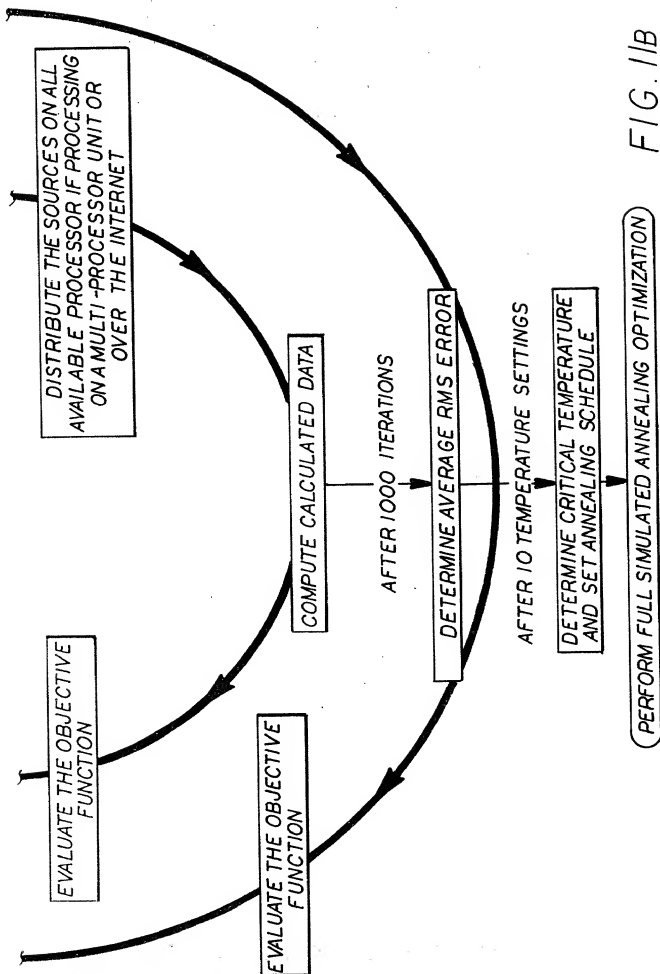 EVALUATE THE OBJECTIVE
FUNCTION
DISTRIBUTE THE SOURCES ON ALL
AVAILABLE PROCESSOR IF PROCESSING
ON A MULTI-PROCESSOR UNIT OR
OVER THE INTERNET
COMPUTE CALCULATED DATA
AFTER 1000 ITERATIONS
EVALUATE THE OBJECTIVE
FUNCTION
DETERMINE AVERAGE RMS ERROR
AFTER 10 TEMPERATURE SETTINGS
DETERMINE CRITICAL TEMPERATURE
AND SET ANNEALING SCHEDULE
PERFORM FULL SIMULATED ANNEALING OPTIMIZATION
FIG. 11B